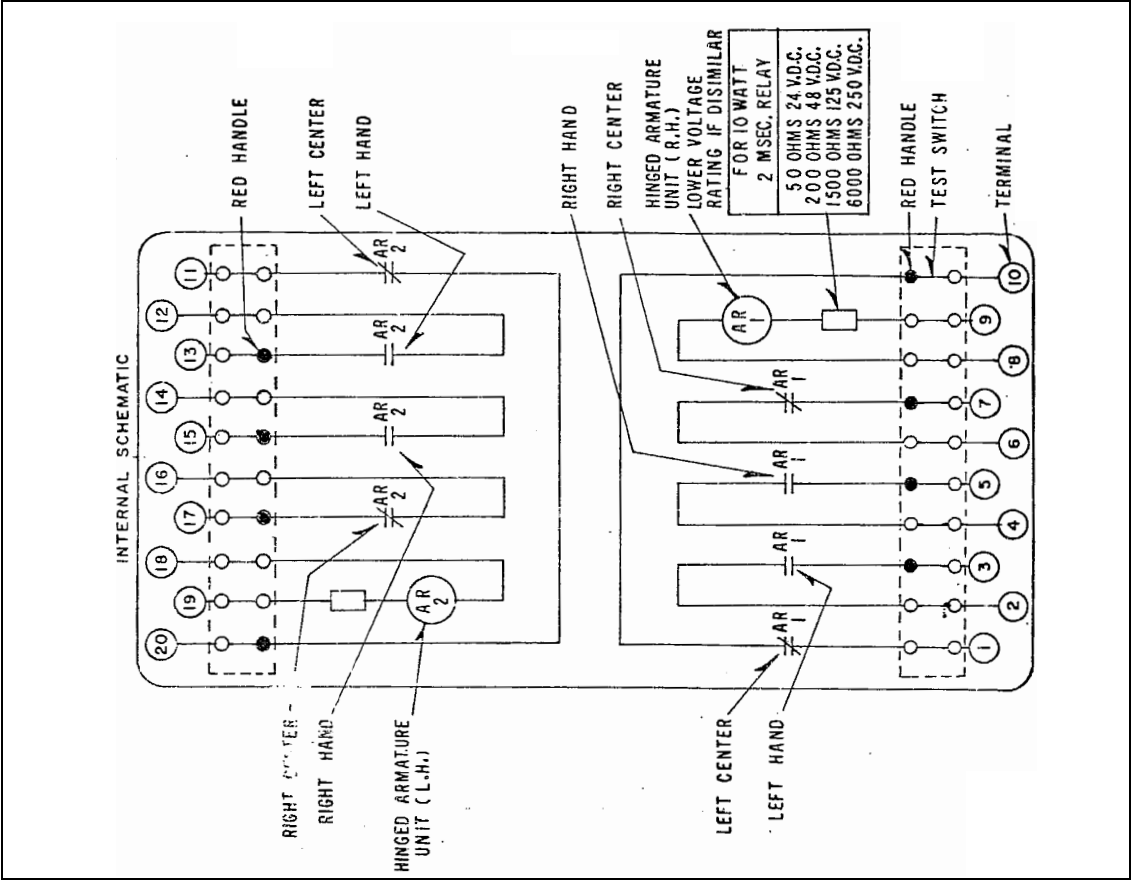 INTERNAL SCHEMATIC
RED HANDLE
LEFT CENTER
LEFT HAND
RIGHT HAND
RIGHT CENTER
HINGED ARMATURE
UNIT (R.H.)
LOWER VOLTAGE
RATING IF DISIMILAR
FOR 10 WATT
2 MSEC. RELAY
50 OHMS 24 V.D.C.
200 OHMS 48 V.D.C.
1500 OHMS 125 V.D.C.
6000 OHMS 250 V.D.C.
RED HANDLE
TEST SWITCH
TERMINAL
11
12
13
14
15
16
17
18
19
20
AR
2
AR
2
AR
2
AR
2
AR
2
AR
1
AR
1
AR
1
AR
1
AR
1
10
9
8
7
6
5
4
3
2
1
RIGHT
RIGHT HAND
HINGED ARMATURE
UNIT (L.H.)
LEFT CENTER
LEFT HAND